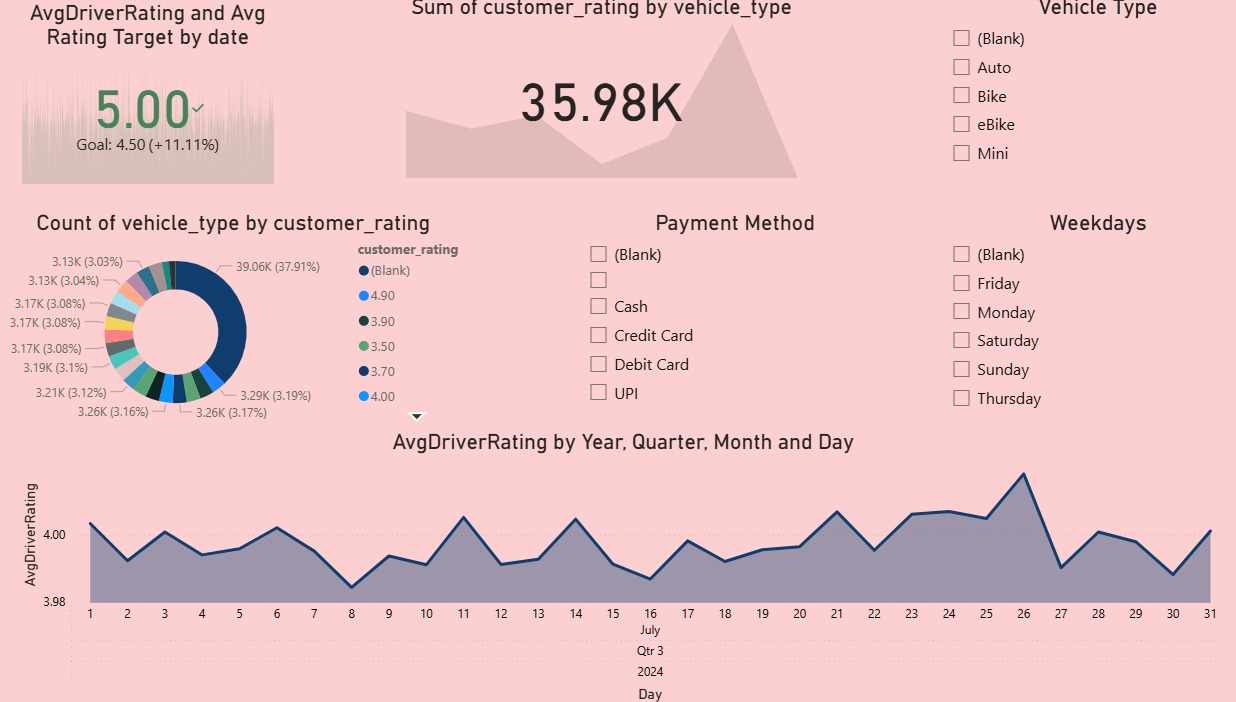 AvgDriverRating and Avg
Rating Target by date
5.00
Goal: 4.50 (+11.11%)
Sum of customer_rating by vehicle_type
35.98K
Vehicle Type
(Blank)
Auto
Bike
eBike
Mini
Count of vehicle_type by customer_rating
39.06K (37.91%)
3.29K (3.19%)
3.26K (3.17%)
3.26K (3.16%)
3.21K (3.12%)
3.19K (3.1%)
3.17K (3.08%)
3.17K (3.08%)
3.17K (3.08%)
3.13K (3.04%)
3.13K (3.03%)
customer_rating
(Blank)
4.90
3.90
3.50
3.70
4.00
Payment Method
(Blank)
Cash
Credit Card
Debit Card
UPI
Weekdays
(Blank)
Friday
Monday
Saturday
Sunday
Thursday
AvgDriverRating by Year, Quarter, Month and Day
AvgDriverRating
4.00
3.98
1 2 3 4 5 6 7 8 9 10 11 12 13 14 15 16 17 18 19 20 21 22 23 24 25 26 27 28 29 30 31
July
Qtr 3
2024
Day